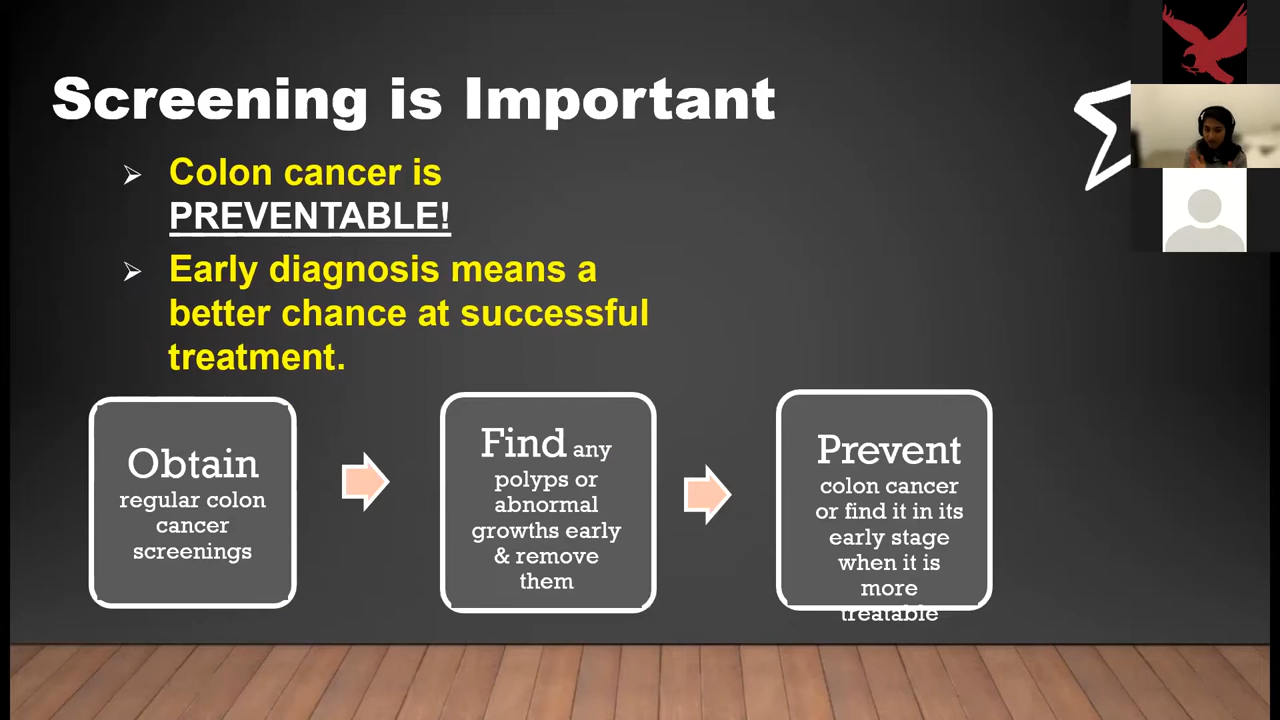 Screening is Important
Colon cancer is
PREVENTABLE!
Early diagnosis means a
better chance at successful
treatment.
Obtain
regular colon
cancer
screenings
Find any
polyps or
abnormal
growths early
& remove
them
Prevent
colon cancer
or find it in its
early stage
when it is
more
treatable